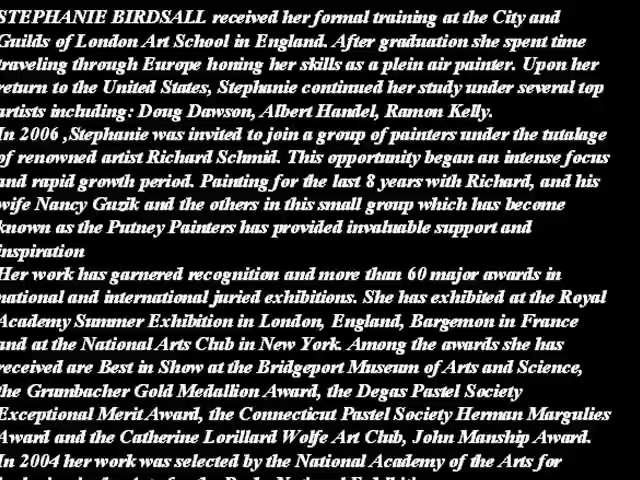 STEPHANIE BIRDSALL received her formal training at the City and
Guilds of London Art School in England. After graduation she spent time
traveling through Europe honing her skills as a plein air painter. Upon her
return to the United States, Stephanie continued her study under several top
artists including: Doug Dawson, Albert Handel, Ramon Kelly.
In 2006 ,Stephanie was invited to join a group of painters under the tutalage
of renowned artist Richard Schmid. This opportunity began an intense focus
and rapid growth period. Painting for the last 8 years with Richard, and his
wife Nancy Guzik and the others in this small group which has become
known as the Putney Painters has provided invaluable support and
inspiration
Her work has garnered recognition and more than 60 major awards in
national and international juried exhibitions. She has exhibited at the Royal
Academy Summer Exhibition in London, England, Bargemon in France
and at the National Arts Club in New York. Among the awards she has
received are Best in Show at the Bridgeport Museum of Arts and Science,
the Grumbacher Gold Medallion Award, the Degas Pastel Society
Exceptional Merit Award, the Connecticut Pastel Society Herman Margulies
Award and the Catherine Lorillard Wolfe Art Club, John Manship Award.
In 2004 her work was selected by the National Academy of the Arts for